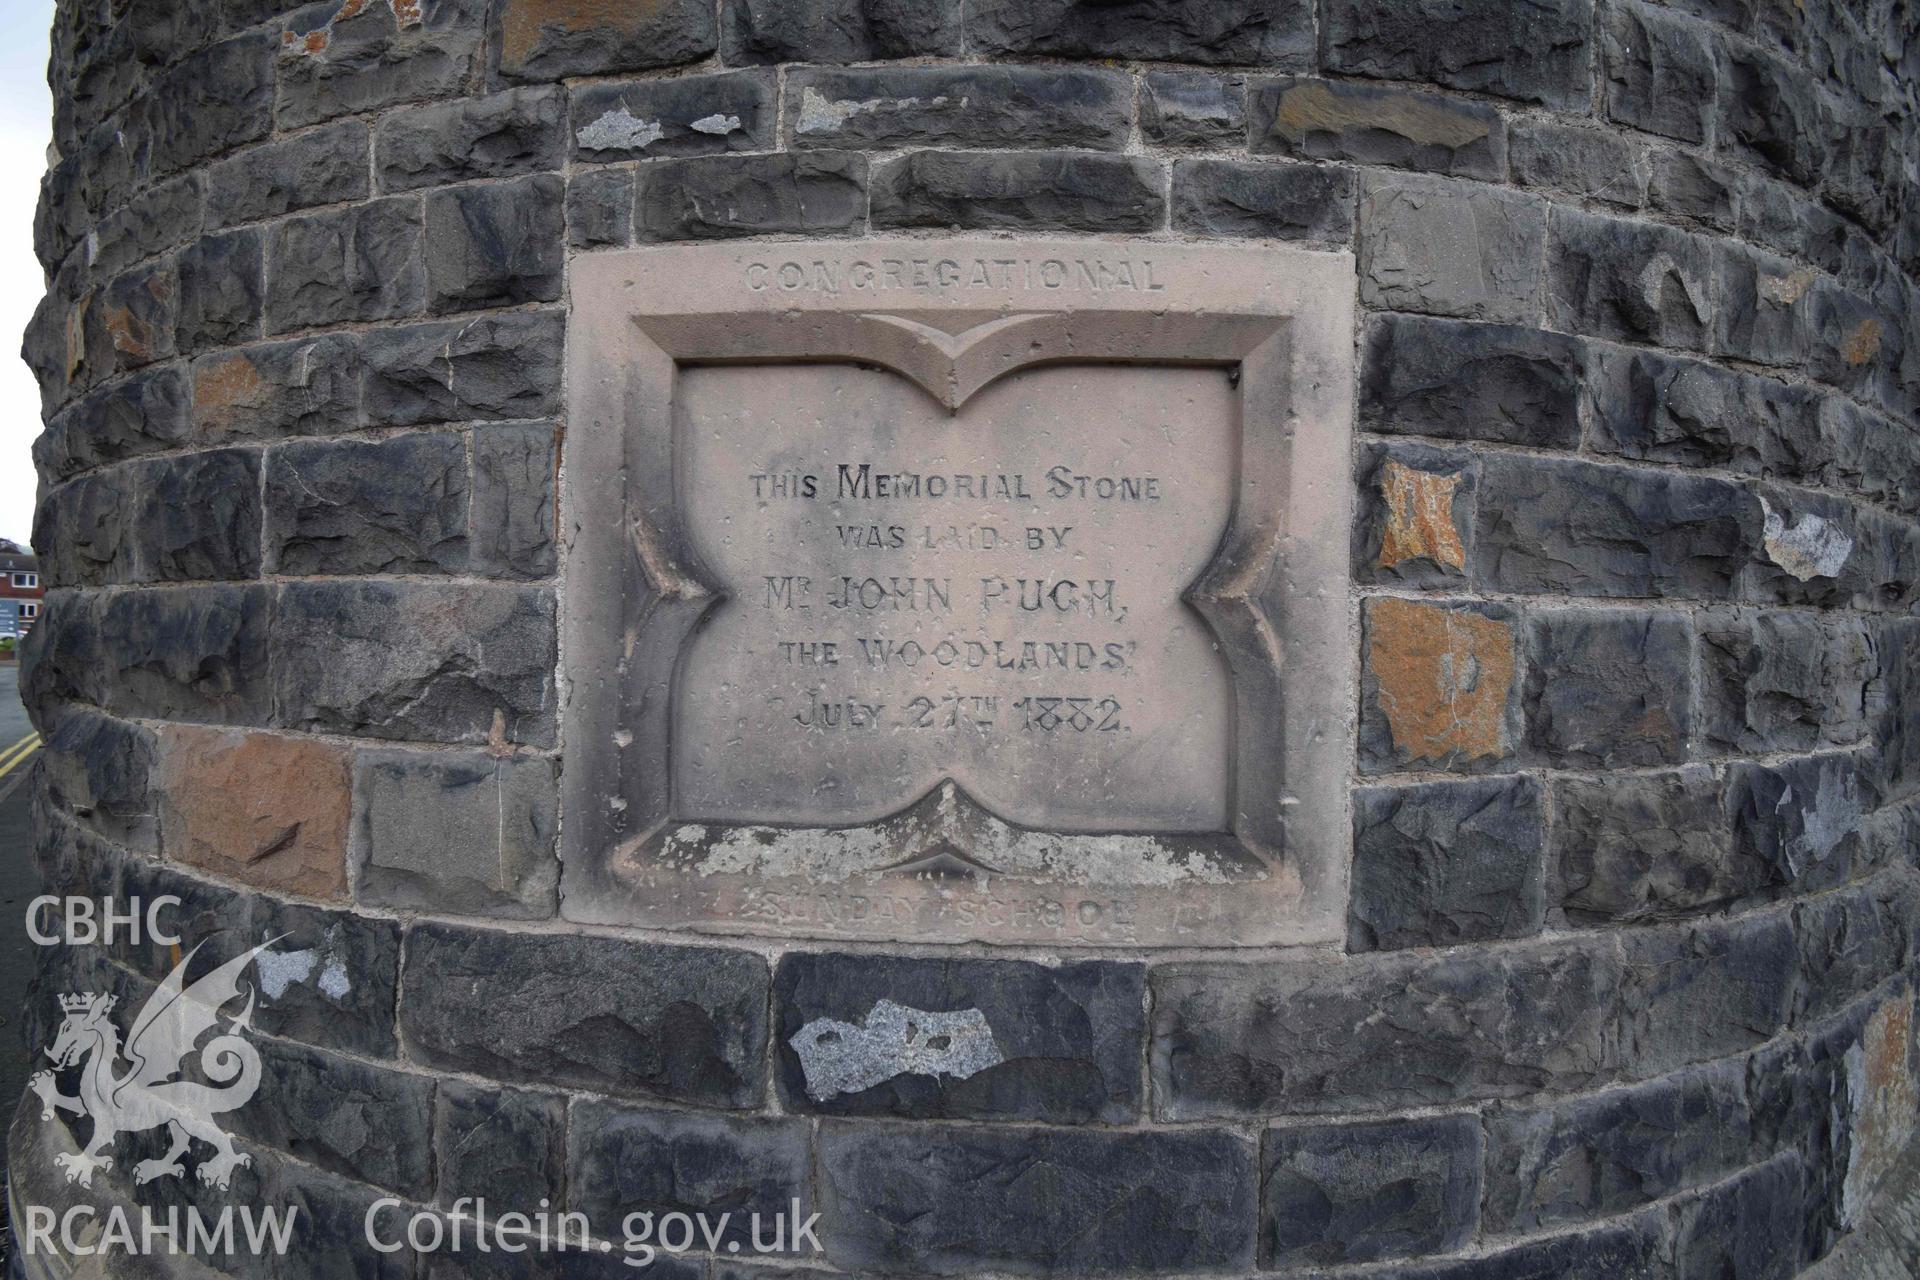 CONGREGATIONAL
THIS MEMORIAL STONE
WAS LAID BY
MR JOHN PUGH,
THE WOODLANDS,
JULY 27TH 1882.
SUNDAY SCHOOL
CBHC
RCAHMW
Coflein.gov.uk